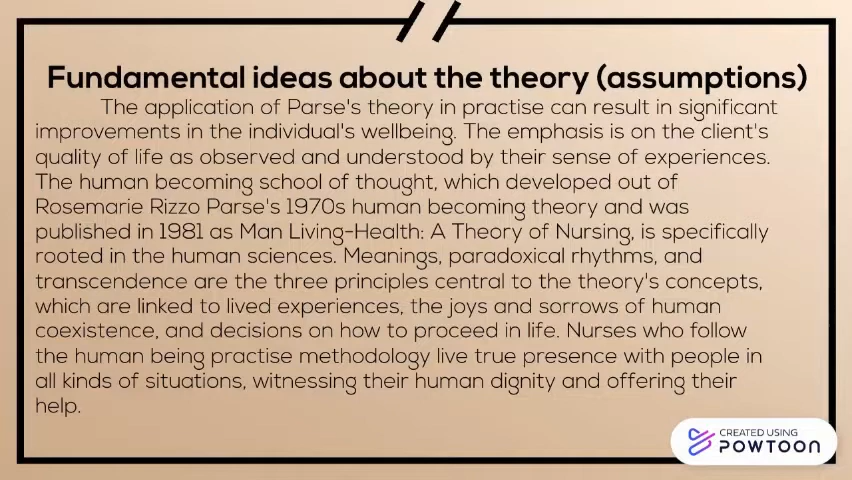 Fundamental ideas about the theory (assumptions)
The application of Parse's theory in practise can result in significant
improvements in the individual's wellbeing. The emphasis is on the client's
quality of life as observed and understood by their sense of experiences.
The human becoming school of thought, which developed out of
Rosemarie Rizzo Parse's 1970s human becoming theory and was
published in 1981 as Man Living-Health: A Theory of Nursing, is specifically
rooted in the human sciences. Meanings, paradoxical rhythms, and
transcendence are the three principles central to the theory's concepts,
which are linked to lived experiences, the joys and sorrows of human
coexistence, and decisions on how to proceed in life. Nurses who follow
the human being practise methodology live true presence with people in
all kinds of situations, witnessing their human dignity and offering their
help.
CREATED USING
POWTOON